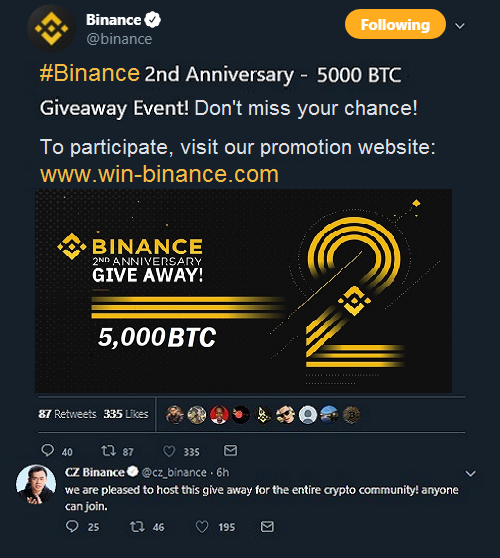 Binance
@binance
Following
#Binance 2nd Anniversary - 5000 BTC
Giveaway Event! Don't miss your chance!
To participate, visit our promotion website:
www.win-binance.com
BINANCE
2ND ANNIVERSARY
GIVE AWAY!
5,000BTC
2
87 Retweets 335 Likes
40 87 335
CZ Binance @cz_binance · 6h
we are pleased to host this give away for the entire crypto community! anyone
can join.
25 46 195